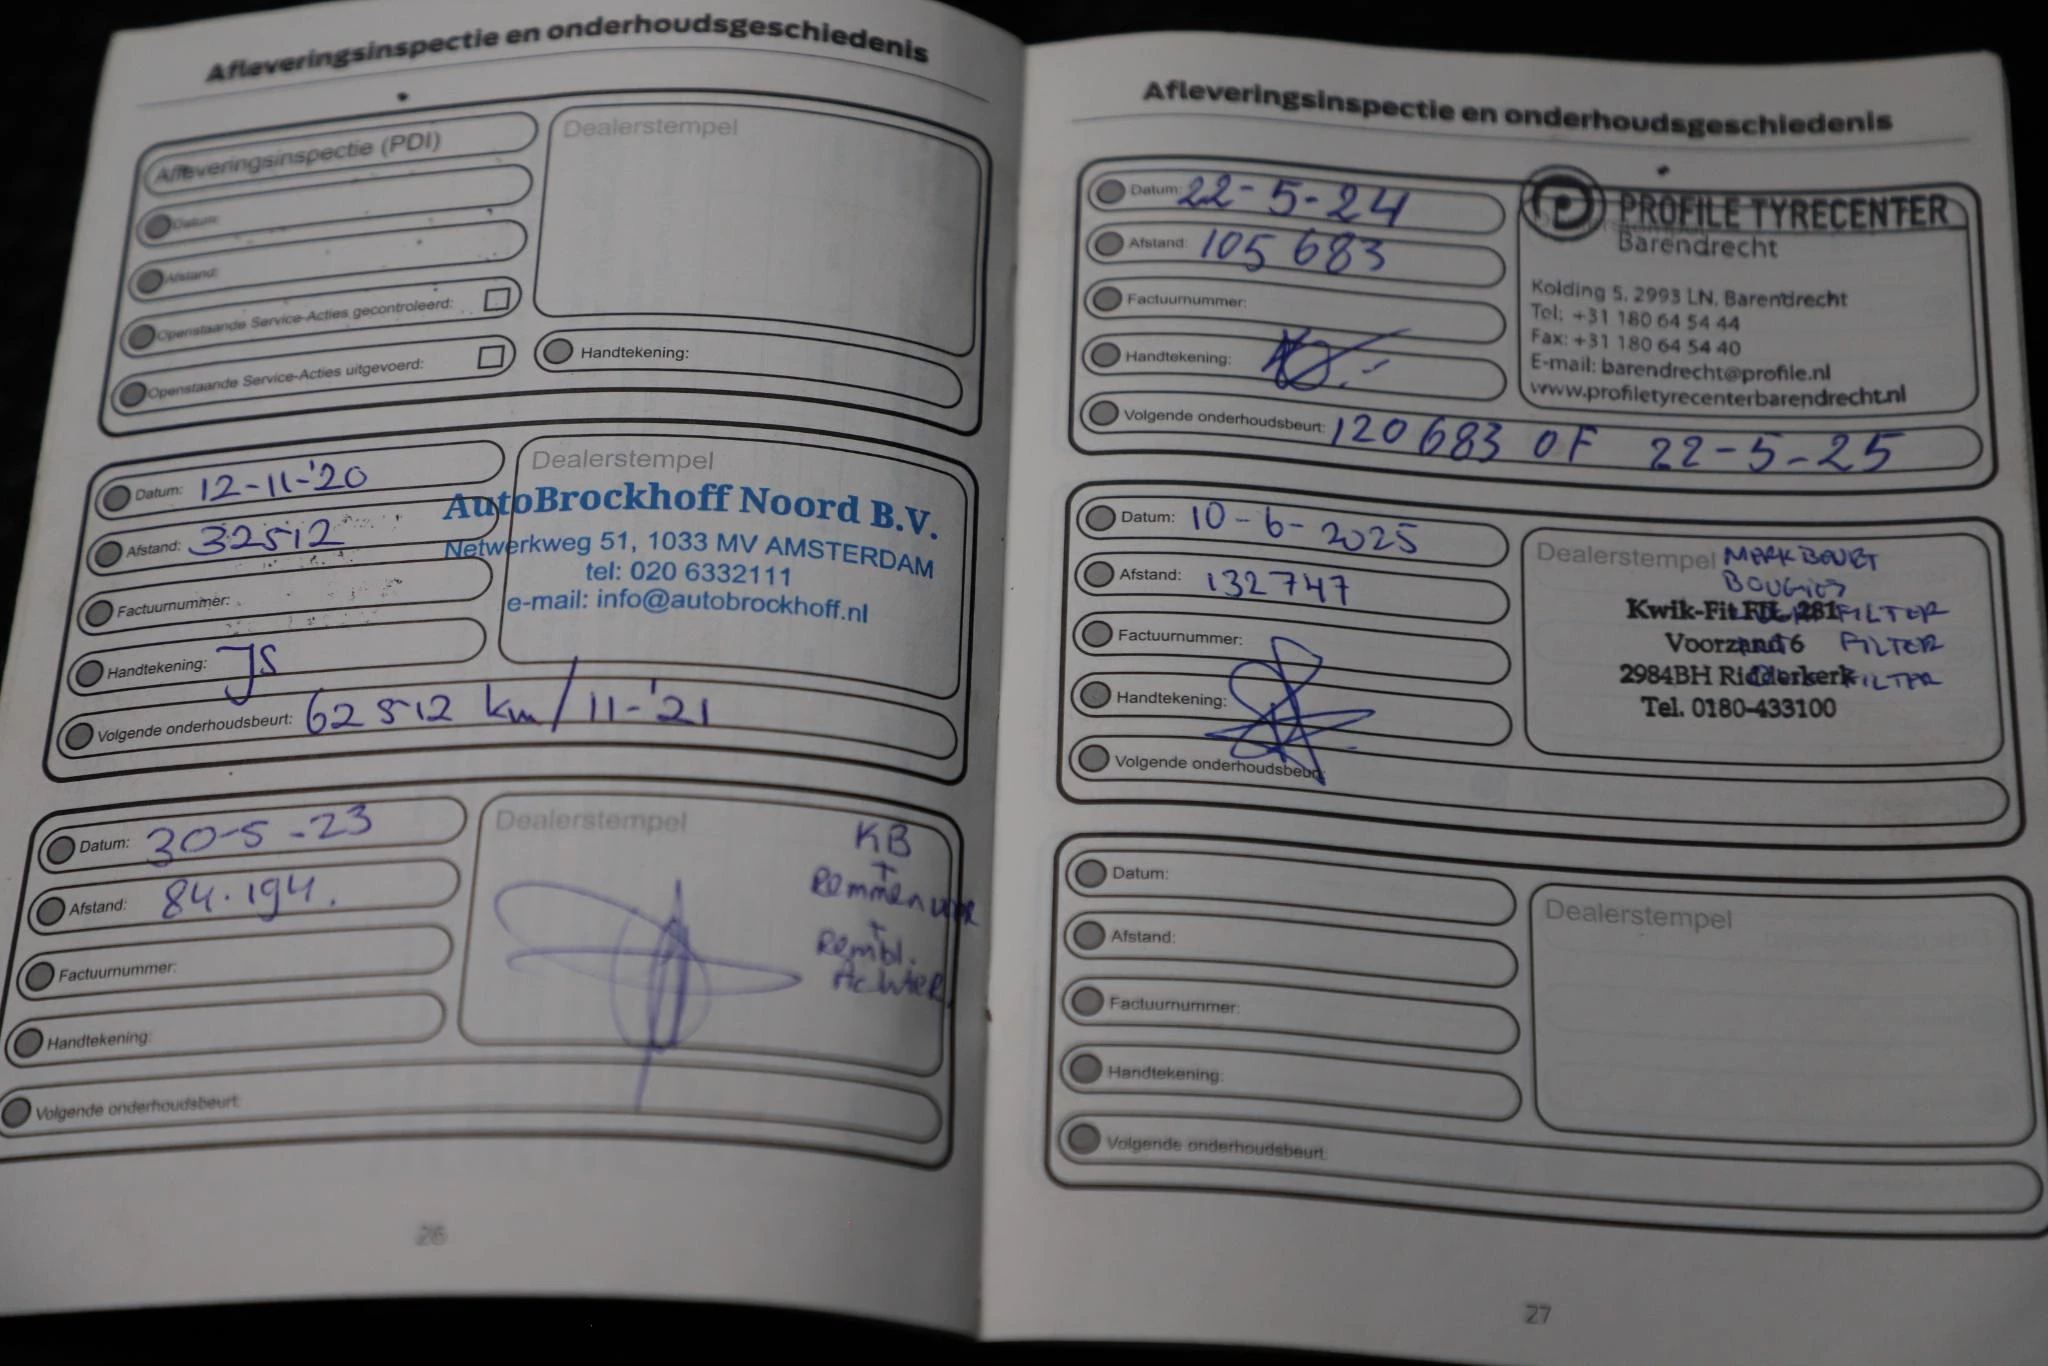 Afleveringsinspectie en onderhoudsgeschiedenis
Afleveringsinspectie (PDI)
Datum:
Afstand:
Openstaande Service-Acties gecontroleerd:
Openstaande Service-Acties uitgevoerd:
Dealerstempel
Handtekening:
Datum: 12-11-'20
Afstand: 32512
Factuurnummer:
Handtekening: JS
Volgende onderhoudsbeurt: 62512 km/11-'21
Dealerstempel
AutoBrockhoff Noord B.V.
Netwerkweg 51, 1033 MV AMSTERDAM
tel: 020 6332111
e-mail: info@autobrockhoff.nl
Datum: 30-5-23
Afstand: 84.194.
Factuurnummer:
Handtekening:
Volgende onderhoudsbeurt:
Dealerstempel
KB
+
Remmen voor
+
Rembl.
Achter.
26
Afleveringsinspectie en onderhoudsgeschiedenis
Datum: 22-5-24
Afstand: 105 683
Factuurnummer:
Handtekening:
Volgende onderhoudsbeurt: 120 683 OF 22-5-25
PROFILE TYRECENTER
Barendrecht
Kolding 5, 2993 LN, Barendrecht
Tel: +31 180 64 54 44
Fax: +31 180 64 54 40
E-mail: barendrecht@profile.nl
www.profiletyrecenterbarendrecht.nl
Datum: 10-6-2025
Afstand: 132747
Factuurnummer:
Handtekening:
Volgende onderhoudsbeurt:
Dealerstempel
BOUGIES
Kwik-Fit 281 FILTER
Voorzand 6 FILTER
2984BH Ridderkerk FILTER
Tel. 0180-433100
Datum:
Afstand:
Factuurnummer:
Handtekening:
Volgende onderhoudsbeurt:
Dealerstempel
27